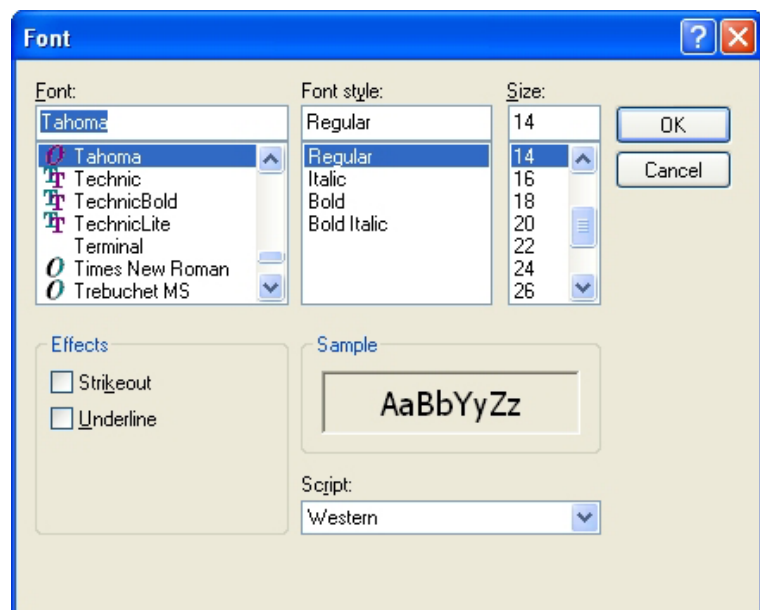 Font
Font:
Tahoma
Tahoma
Technic
TechnicBold
TechnicLite
Terminal
Times New Roman
Trebuchet MS
Font style:
Regular
Regular
Italic
Bold
Bold Italic
Size:
14
14
16
18
20
22
24
26
OK
Cancel
Effects
Strikeout
Underline
Sample
AaBbYyZz
Script:
Western